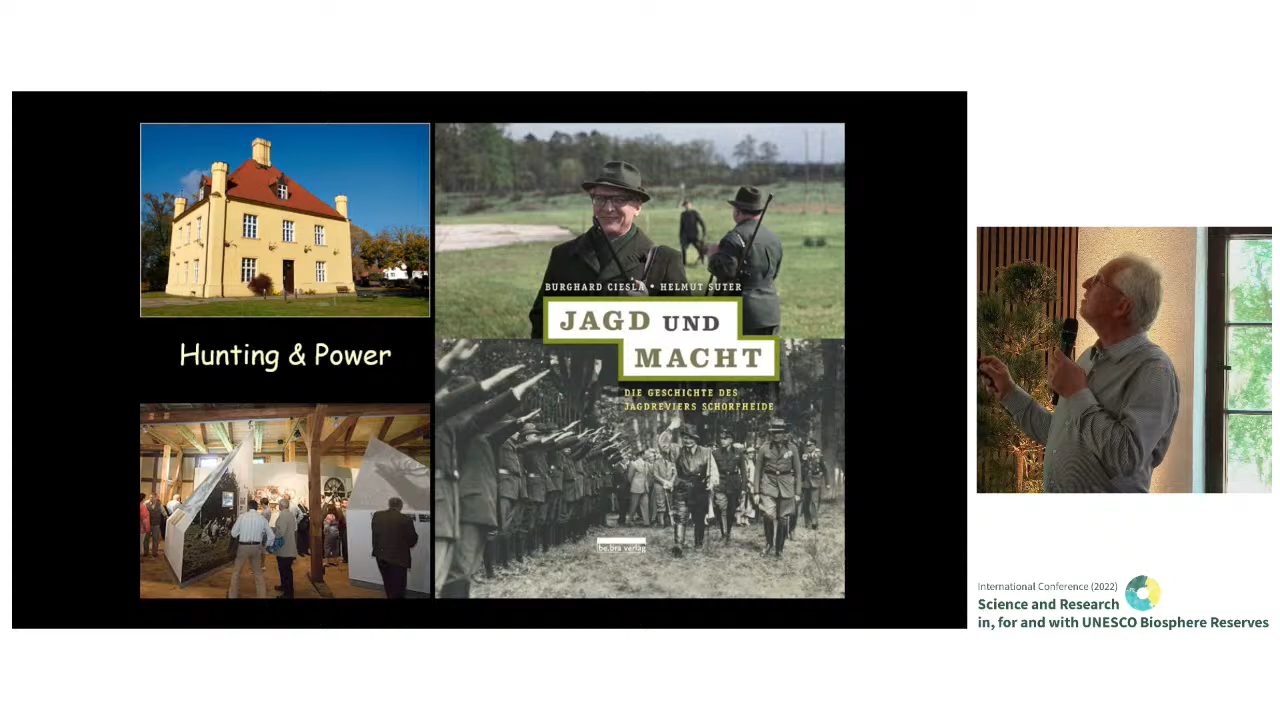 Hunting & Power
BURGHARD CIESLA • HELMUT SUTER
JAGD UND
MACHT
DIE GESCHICHTE DES
JAGDREVIERS SCHORFHEIDE
be.bra verlag
International Conference (2022)
Science and Research
in, for and with UNESCO Biosphere Reserves